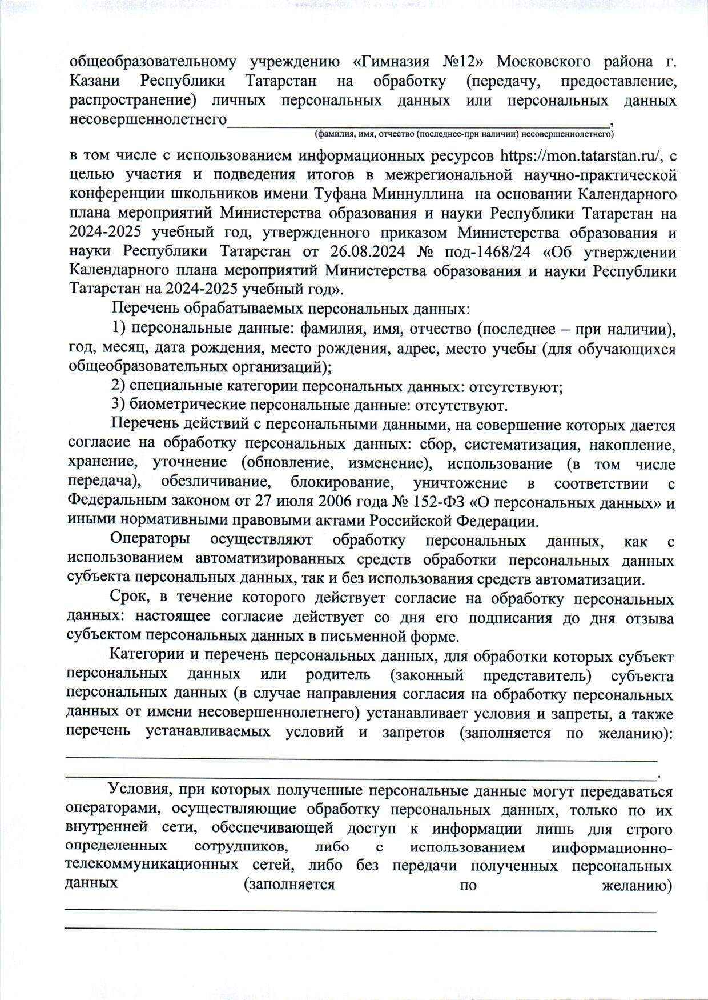 общеобразовательному учреждению «Гимназия №12» Московского района г.
Казани Республики Татарстан на обработку (передачу, предоставление,
распространение) личных персональных данных или персональных данных
несовершеннолетнего________________________________________________,
(фамилия, имя, отчество (последнее-при наличии) несовершеннолетнего)
в том числе с использованием информационных ресурсов https://mon.tatarstan.ru/, с
целью участия и подведения итогов в межрегиональной научно-практической
конференции школьников имени Туфана Миннуллина на основании Календарного
плана мероприятий Министерства образования и науки Республики Татарстан на
2024-2025 учебный год, утвержденного приказом Министерства образования и
науки Республики Татарстан от 26.08.2024 № под-1468/24 «Об утверждении
Календарного плана мероприятий Министерства образования и науки Республики
Татарстан на 2024-2025 учебный год».
Перечень обрабатываемых персональных данных:
1) персональные данные: фамилия, имя, отчество (последнее – при наличии),
год, месяц, дата рождения, место рождения, адрес, место учебы (для обучающихся
общеобразовательных организаций);
2) специальные категории персональных данных: отсутствуют;
3) биометрические персональные данные: отсутствуют.
Перечень действий с персональными данными, на совершение которых дается
согласие на обработку персональных данных: сбор, систематизация, накопление,
хранение, уточнение (обновление, изменение), использование (в том числе
передача), обезличивание, блокирование, уничтожение в соответствии с
Федеральным законом от 27 июля 2006 года № 152-ФЗ «О персональных данных» и
иными нормативными правовыми актами Российской Федерации.
Операторы осуществляют обработку персональных данных, как с
использованием автоматизированных средств обработки персональных данных
субъекта персональных данных, так и без использования средств автоматизации.
Срок, в течение которого действует согласие на обработку персональных
данных: настоящее согласие действует со дня его подписания до дня отзыва
субъектом персональных данных в письменной форме.
Категории и перечень персональных данных, для обработки которых субъект
персональных данных или родитель (законный представитель) субъекта
персональных данных (в случае направления согласия на обработку персональных
данных от имени несовершеннолетнего) устанавливает условия и запреты, а также
перечень устанавливаемых условий и запретов (заполняется по желанию):
__________________________________________________________________________
__________________________________________________________________________.
Условия, при которых полученные персональные данные могут передаваться
операторами, осуществляющие обработку персональных данных, только по их
внутренней сети, обеспечивающей доступ к информации лишь для строго
определенных сотрудников, либо с использованием информационно-
телекоммуникационных сетей, либо без передачи полученных персональных
данных (заполняется по желанию)
__________________________________________________________________________
__________________________________________________________________________